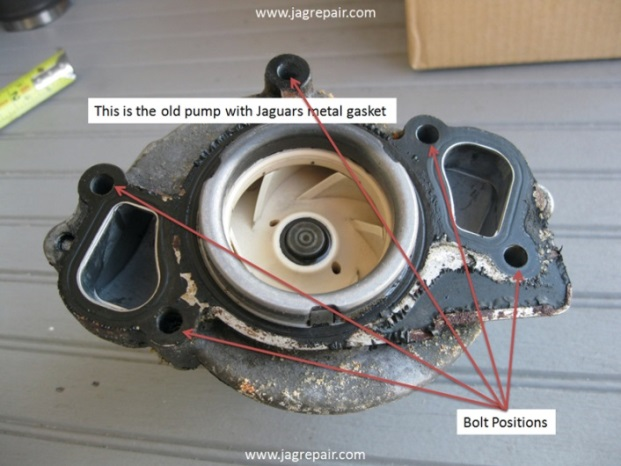 www.jagrepair.com
This is the old pump with Jaguars metal gasket
Bolt Positions
www.jagrepair.com